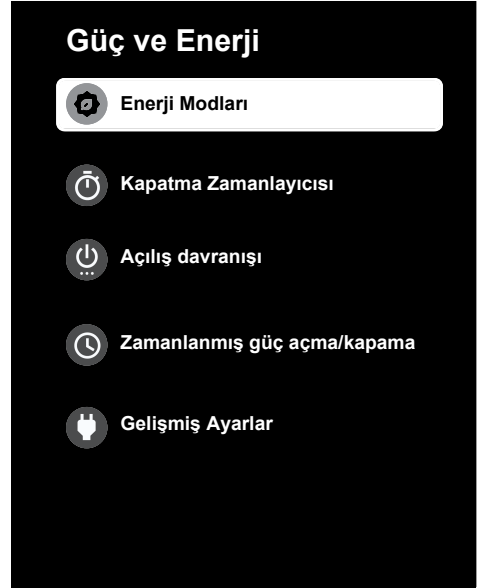 Güç ve Enerji
Enerji Modları
Kapatma Zamanlayıcısı
Açılış davranışı
Zamanlanmış güç açma/kapama
Gelişmiş Ayarlar